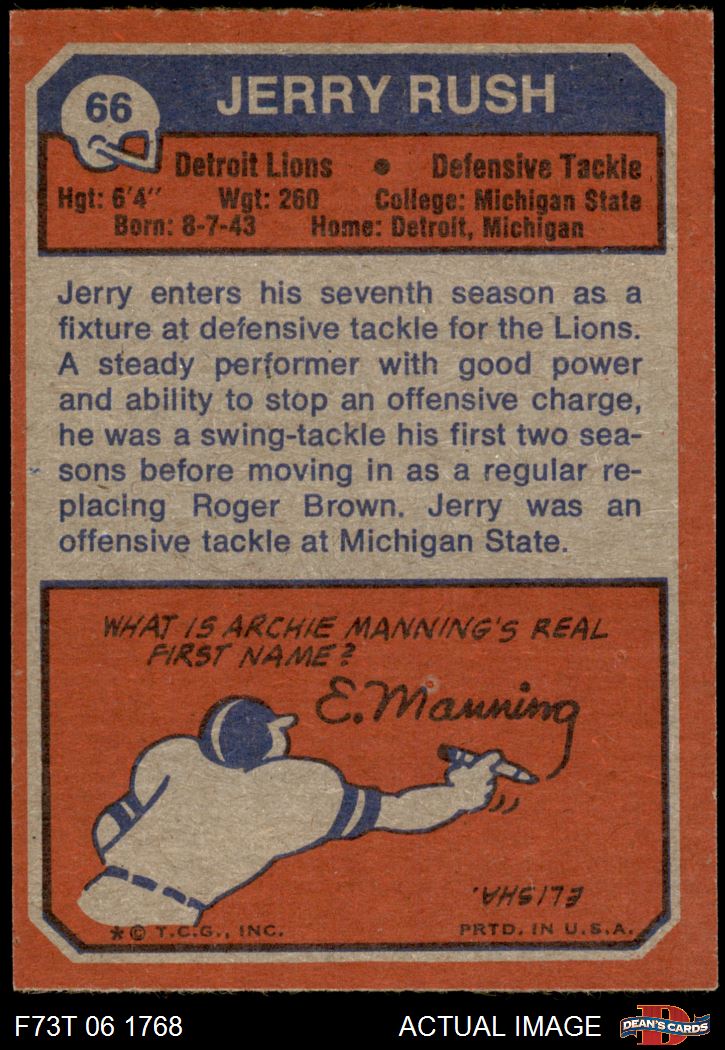 66 JERRY RUSH
Detroit Lions • Defensive Tackle
Hgt: 6'4" Wgt: 260 College: Michigan State
Born: 8-7-43 Home: Detroit, Michigan
Jerry enters his seventh season as a
fixture at defensive tackle for the Lions.
A steady performer with good power
and ability to stop an offensive charge,
he was a swing-tackle his first two sea-
sons before moving in as a regular re-
placing Roger Brown. Jerry was an
offensive tackle at Michigan State.
WHAT IS ARCHIE MANNING'S REAL
FIRST NAME?
E. Manning
ELISHA.
*© T.C.G., INC. PRTD. IN U.S.A.
F73T 06 1768 ACTUAL IMAGE
D
DEAN'S CARDS